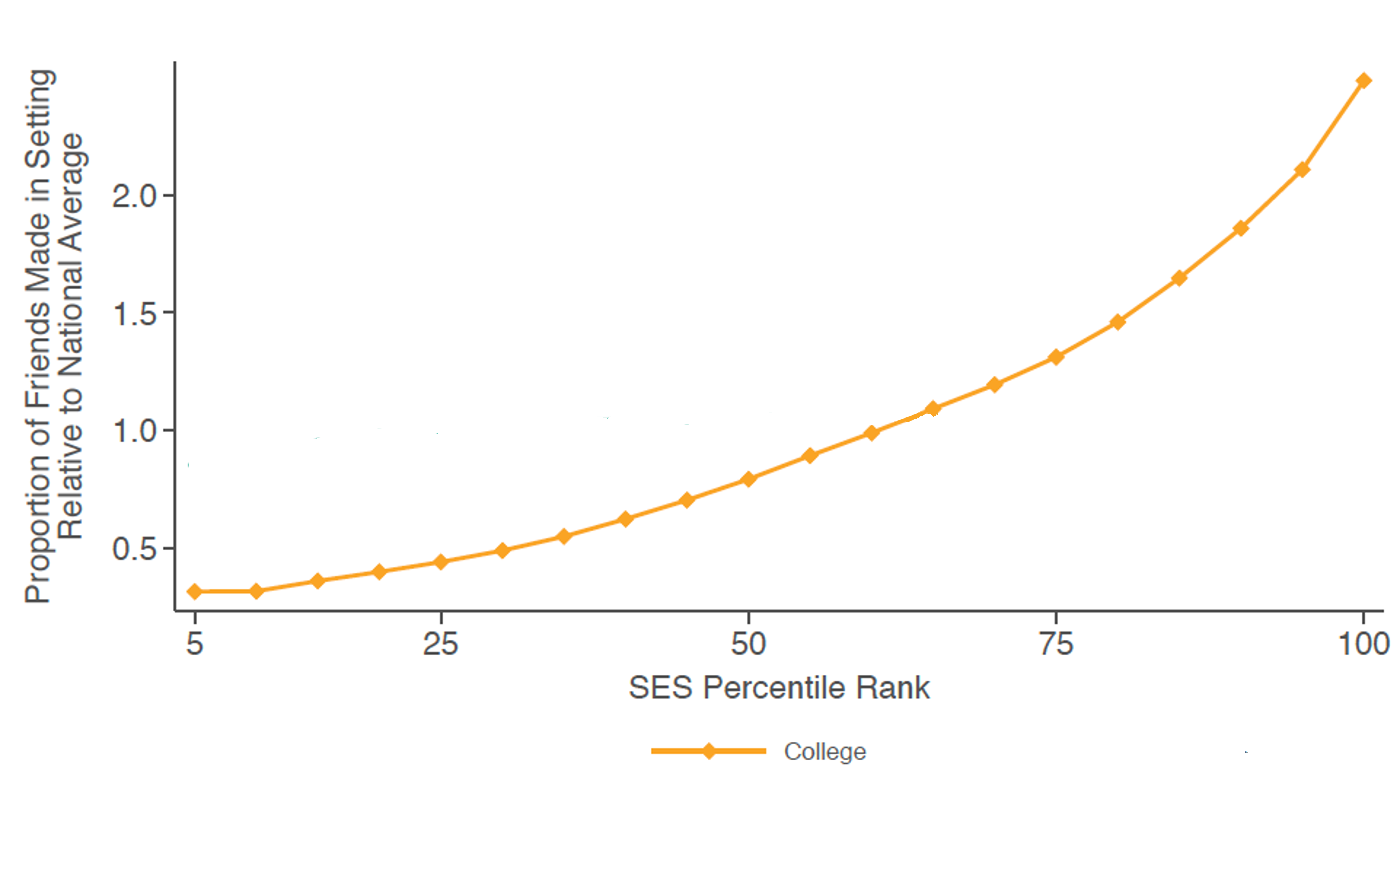 Proportion of Friends Made in Setting
Relative to National Average
2.0
1.5
1.0
0.5
5 25 50 75 100
SES Percentile Rank
College